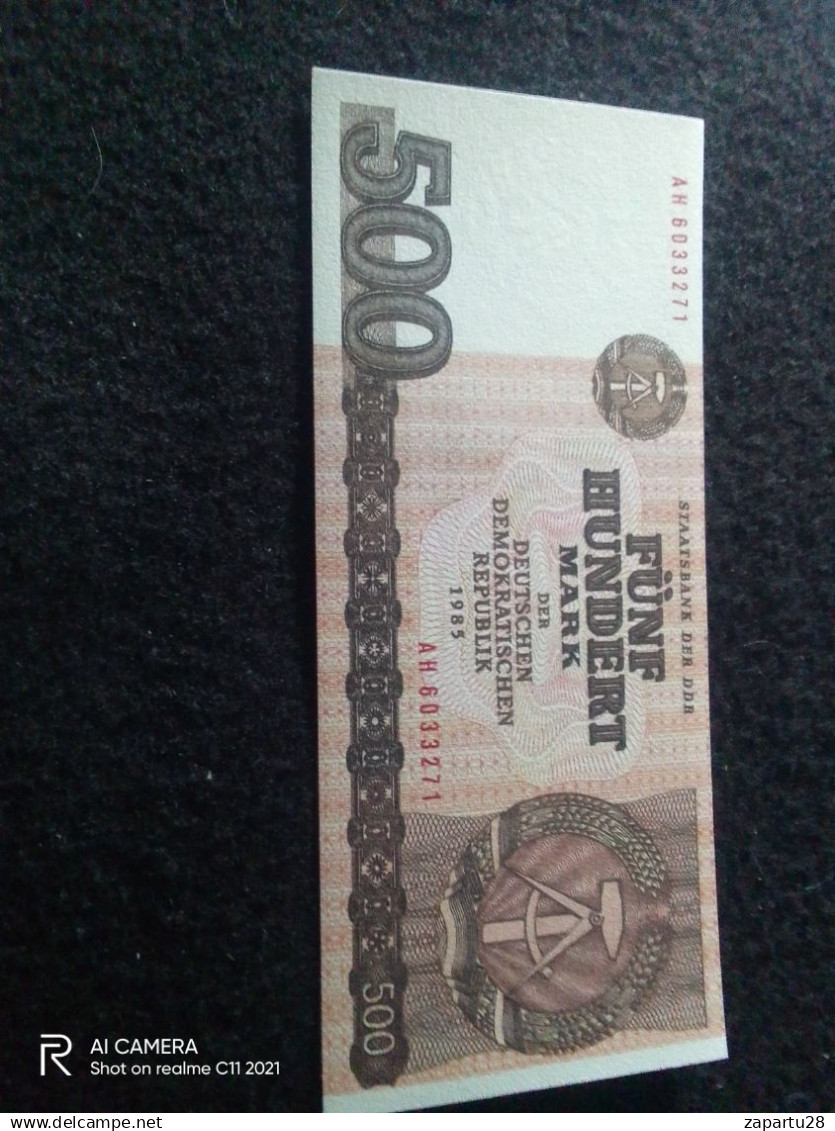 500
AH 6033271
STAATSBANK DER DDR
FÜNF
HUNDERT
MARK
DER
DEUTSCHEN
DEMOKRATISCHEN
REPUBLIK
1985
AH 6033271
500
R
AI CAMERA
Shot on realme C11 2021
delcampe.net
zapartu28